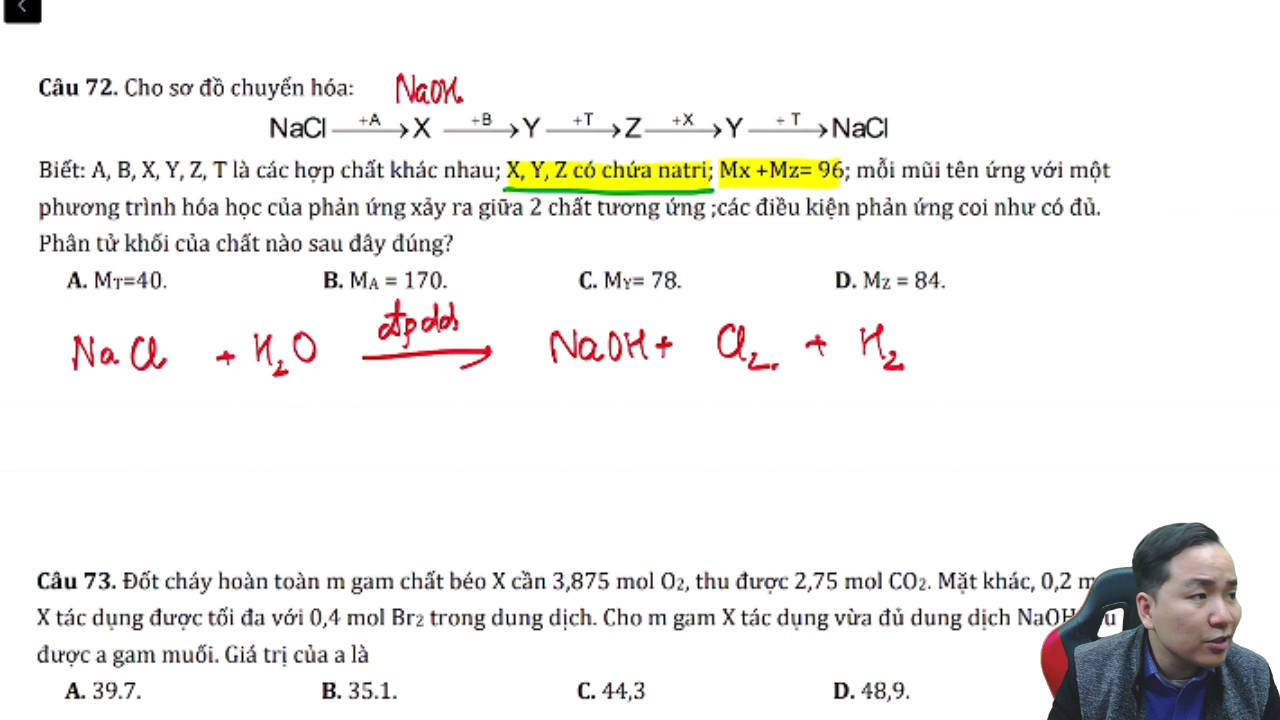 Câu 72. Cho sơ đồ chuyển hóa:
NaOH
NaCl +A → X +B → Y +T → Z +X → Y + T → NaCl
Biết: A, B, X, Y, Z, T là các hợp chất khác nhau; X, Y, Z có chứa natri; Mx +Mz= 96; mỗi mũi tên ứng với một
phương trình hóa học của phản ứng xảy ra giữa 2 chất tương ứng ;các điều kiện phản ứng coi như có đủ.
Phân tử khối của chất nào sau đây đúng?
A. MT=40. B. MA = 170. C. MY= 78. D. MZ = 84.
NaCl + H2O đpdd → NaOH + Cl2 + H2
Câu 73. Đốt cháy hoàn toàn m gam chất béo X cần 3,875 mol O2, thu được 2,75 mol CO2. Mặt khác, 0,2 m
X tác dụng được tối đa với 0,4 mol Br2 trong dung dịch. Cho m gam X tác dụng vừa đủ dung dịch NaOH
được a gam muối. Giá trị của a là
A. 39.7. B. 35.1. C. 44,3 D. 48,9.